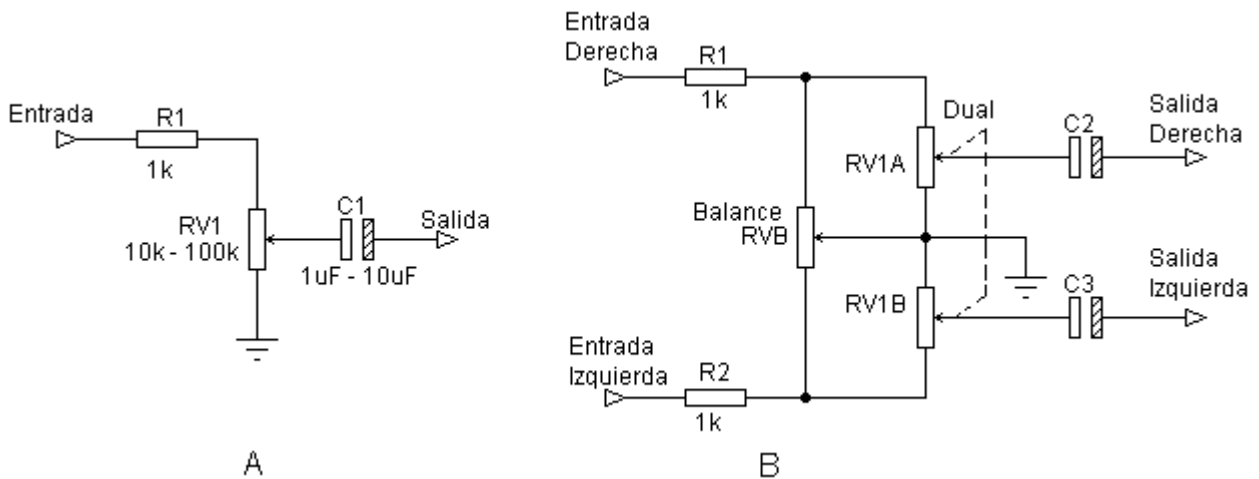 Entrada
R1
1k
RV1
10k - 100k
C1
1uF - 10uF
Salida
A
Entrada
Derecha
R1
1k
Dual
RV1A
C2
Salida
Derecha
Balance
RVB
RV1B
C3
Salida
Izquierda
Entrada
Izquierda
R2
1k
B